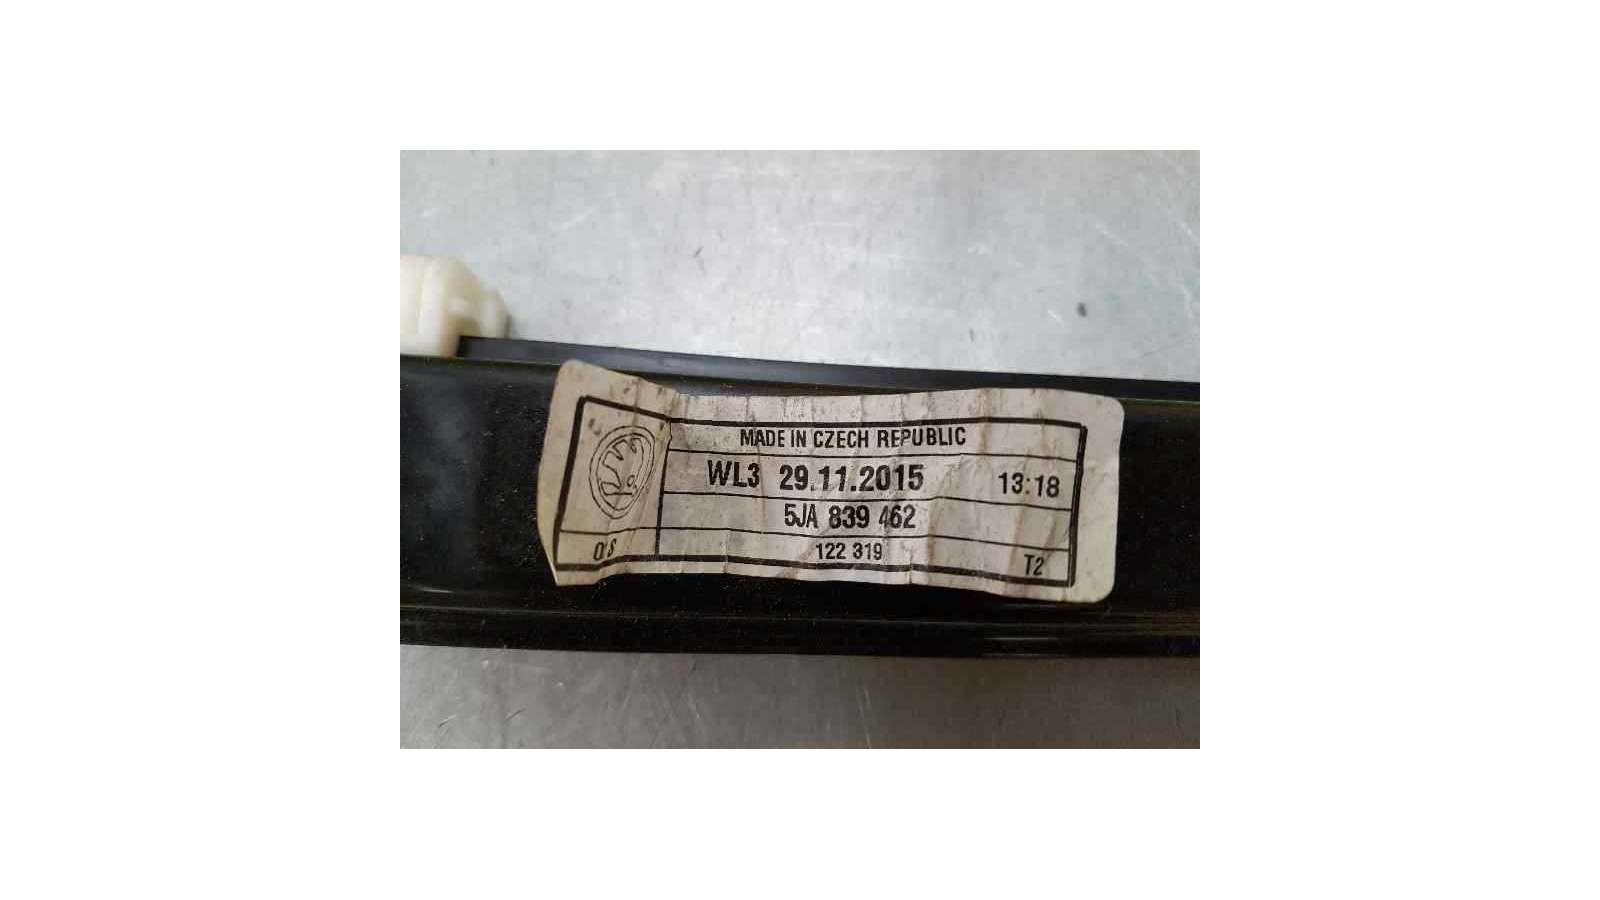 MADE IN CZECH REPUBLIC
WL3 29.11.2015 13:18
5JA 839 462
122 319
T2